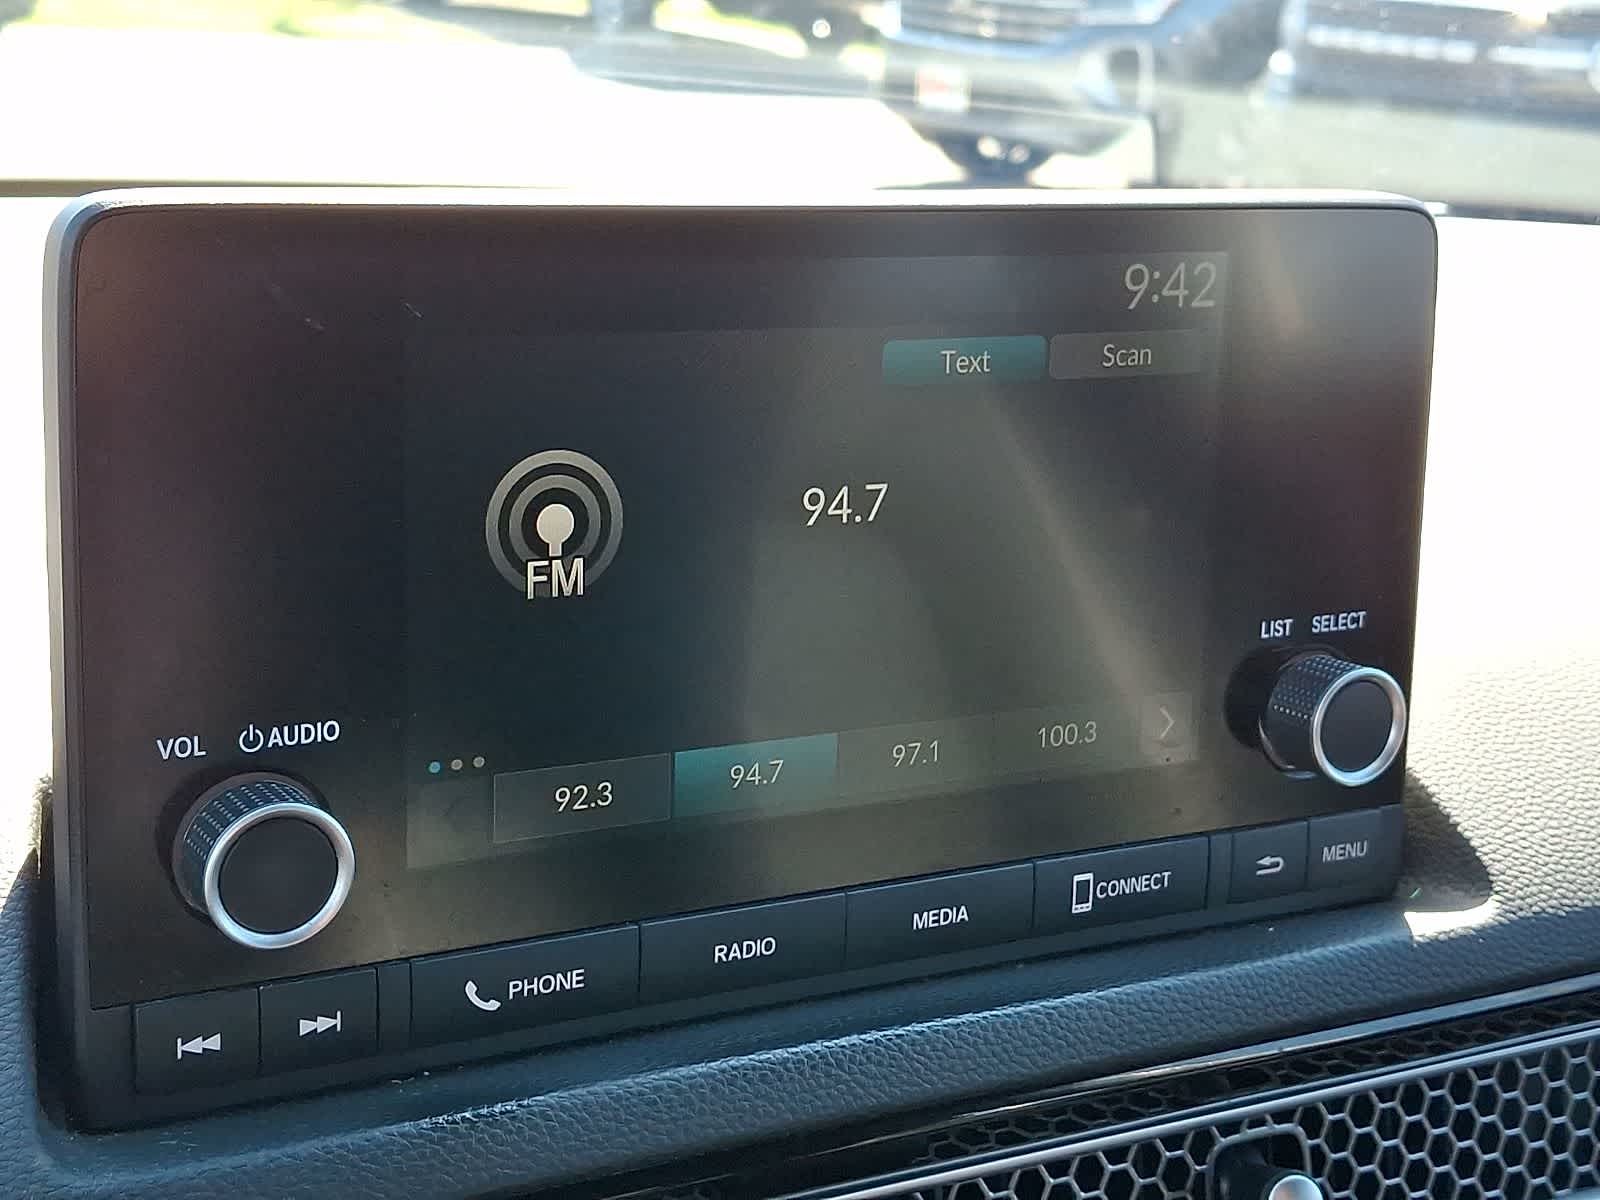 9:42
Text Scan
94.7
FM
LIST SELECT
VOL AUDIO
92.3 94.7 97.1 100.3
PHONE RADIO MEDIA CONNECT MENU